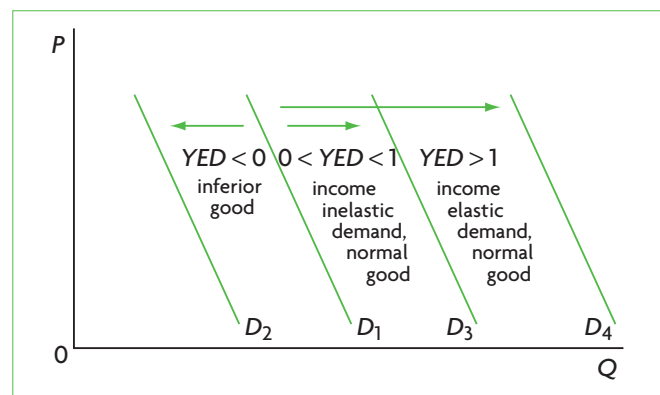 P
YED < 0
inferior
good
0 < YED < 1
income
inelastic
demand,
normal
good
YED > 1
income
elastic
demand,
normal
good
D2
D1
D3
D4
0
Q